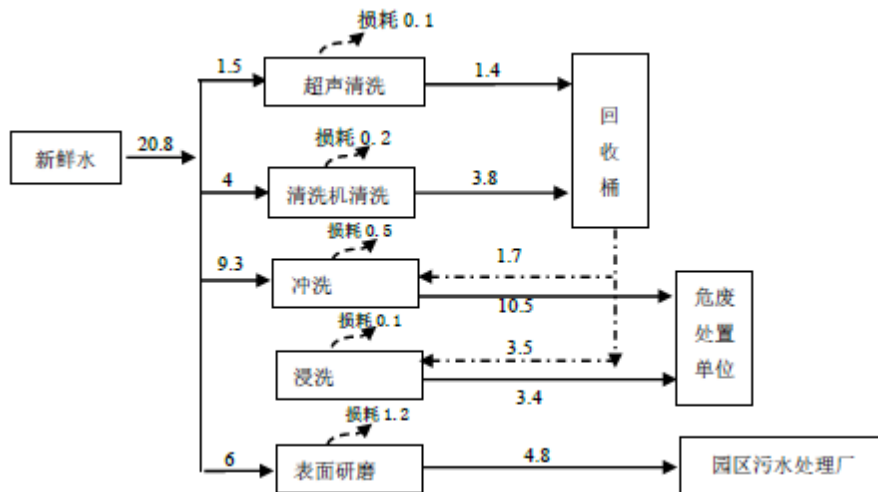 损耗0.1
1.5
超声清洗
1.4
回收桶
新鲜水
20.8
损耗0.2
4
清洗机清洗
3.8
损耗0.5
9.3
冲洗
1.7
10.5
危废处置单位
损耗0.1
浸洗
3.5
3.4
损耗1.2
6
表面研磨
4.8
园区污水处理厂